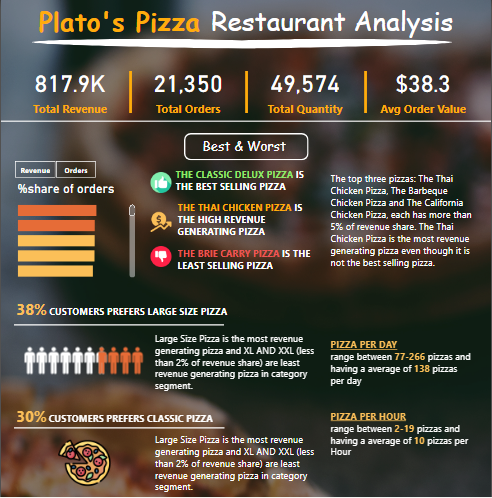 Plato's Pizza Restaurant Analysis
817.9K 21,350 49,574 $38.3
Total Revenue Total Orders Total Quantity Avg Order Value
Best & Worst
Revenue Orders
%share of orders
THE CLASSIC DELUX PIZZA IS
THE BEST SELLING PIZZA
THE THAI CHICKEN PIZZA IS
THE HIGH REVENUE
GENERATING PIZZA
THE BRIE CARRY PIZZA IS THE
LEAST SELLING PIZZA
The top three pizzas: The Thai
Chicken Pizza, The Barbeque
Chicken Pizza and The California
Chicken Pizza, each has more than
5% of revenue share. The Thai
Chicken Pizza is the most revenue
generating pizza even though it is
not the best selling pizza.
38% CUSTOMERS PREFERS LARGE SIZE PIZZA
Large Size Pizza is the most revenue
generating pizza and XL AND XXL (less
than 2% of revenue share) are least
revenue generating pizza in category
segment.
PIZZA PER DAY
range between 77-266 pizzas and
having a average of 138 pizzas
per day
30% CUSTOMERS PREFERS CLASSIC PIZZA
Large Size Pizza is the most revenue
generating pizza and XL AND XXL (less
than 2% of revenue share) are least
revenue generating pizza in category
segment.
PIZZA PER HOUR
range between 2-19 pizzas and
having a average of 10 pizzas per
Hour